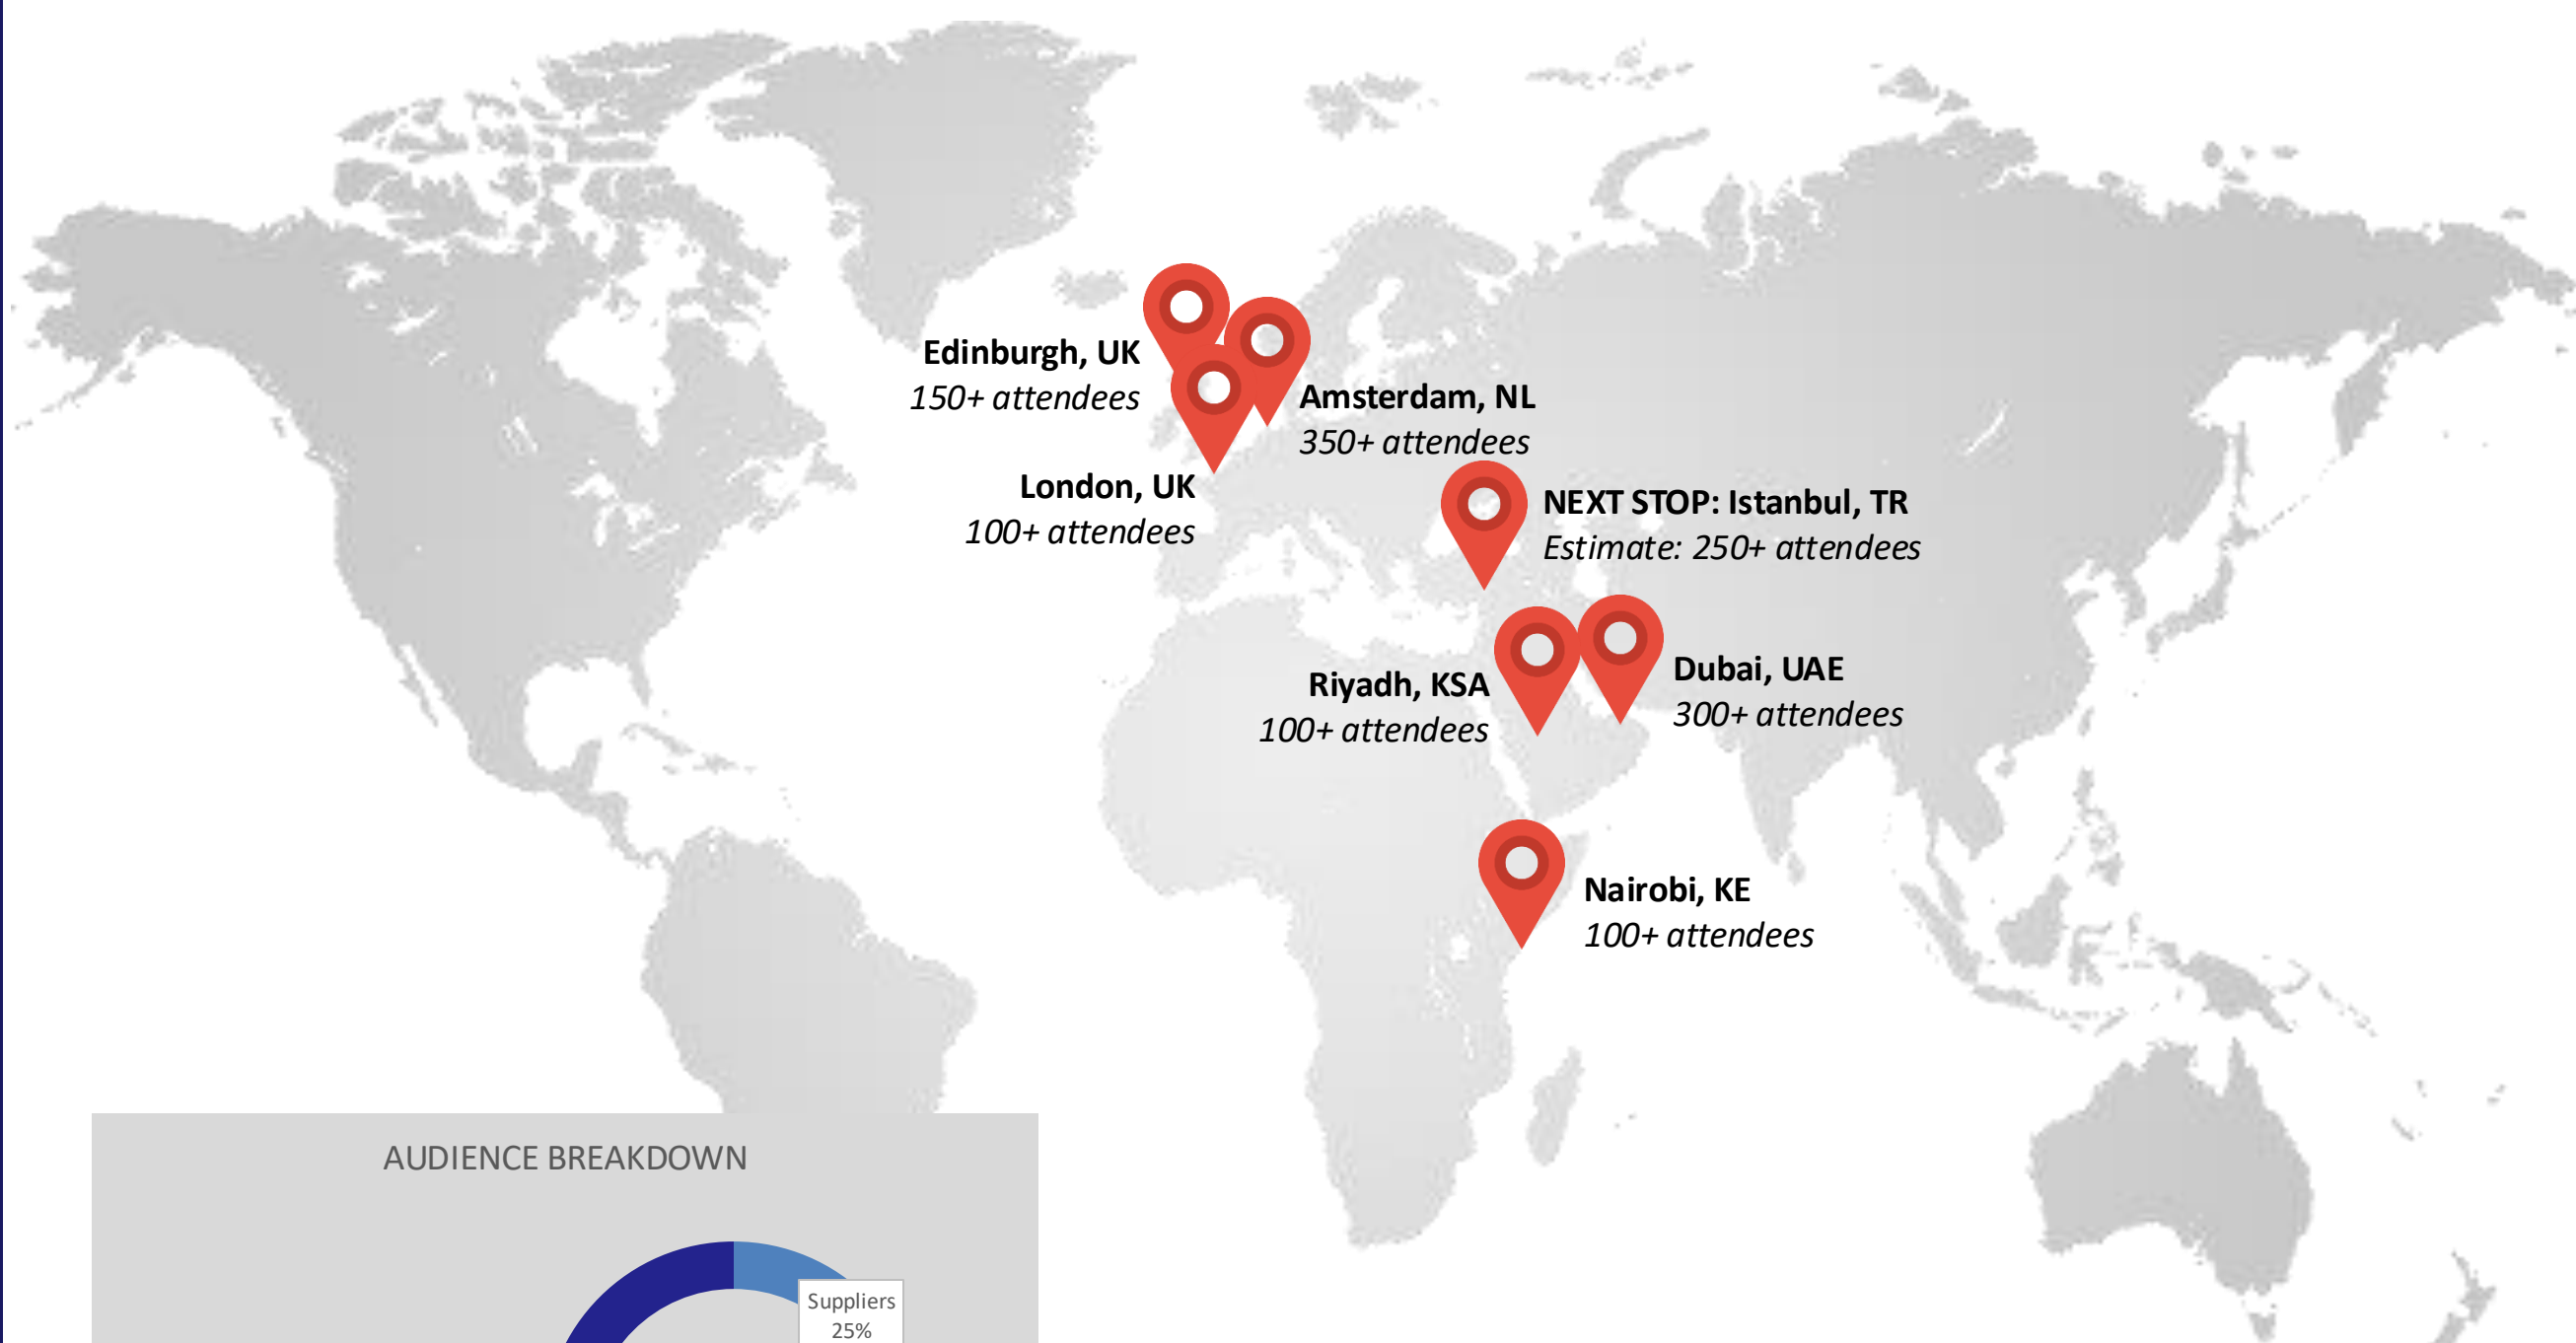 Edinburgh, UK
150+ attendees
Amsterdam, NL
350+ attendees
London, UK
100+ attendees
NEXT STOP: Istanbul, TR
Estimate: 250+ attendees
Riyadh, KSA
100+ attendees
Dubai, UAE
300+ attendees
Nairobi, KE
100+ attendees
AUDIENCE BREAKDOWN
Suppliers
25%